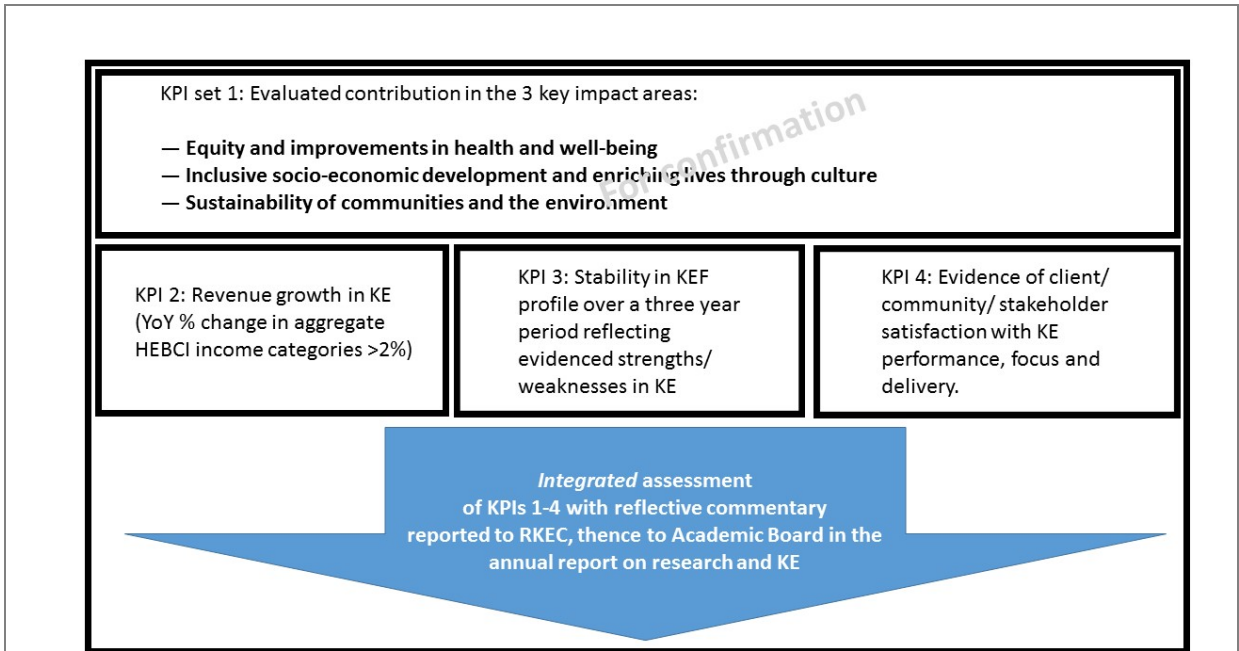 KPI set 1: Evaluated contribution in the 3 key impact areas:
— Equity and improvements in health and well-being
— Inclusive socio-economic development and enriching lives through culture
— Sustainability of communities and the environment
For confirmation
KPI 2: Revenue growth in KE
(YoY % change in aggregate
HEBCI income categories >2%)
KPI 3: Stability in KEF
profile over a three year
period reflecting
evidenced strengths/
weaknesses in KE
KPI 4: Evidence of client/
community/ stakeholder
satisfaction with KE
performance, focus and
delivery.
Integrated assessment
of KPIs 1-4 with reflective commentary
reported to RKEC, thence to Academic Board in the
annual report on research and KE